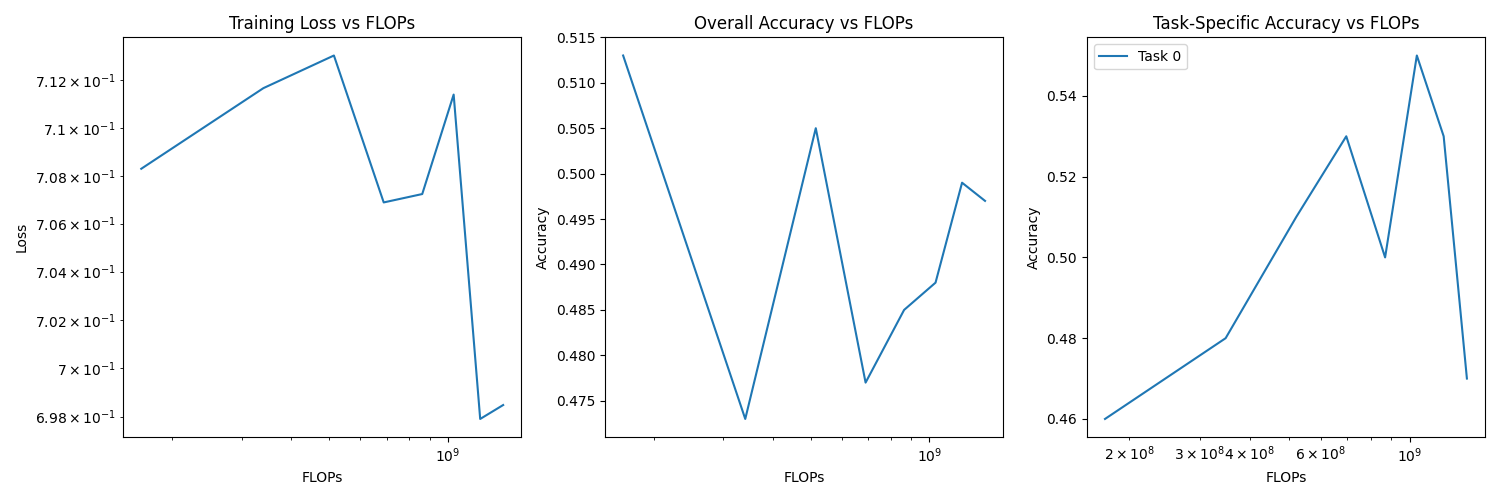 Training Loss vs FLOPs
7.12 × 10⁻¹
7.1 × 10⁻¹
7.08 × 10⁻¹
7.06 × 10⁻¹
7.04 × 10⁻¹
7.02 × 10⁻¹
7 × 10⁻¹
6.98 × 10⁻¹
Loss
10⁹
FLOPs
Overall Accuracy vs FLOPs
0.515
0.510
0.505
0.500
0.495
0.490
0.485
0.480
0.475
Accuracy
10⁹
FLOPs
Task-Specific Accuracy vs FLOPs
Task 0
0.54
0.52
0.50
0.48
0.46
Accuracy
2 × 10⁸ 3 × 10⁸ 4 × 10⁸ 6 × 10⁸ 10⁹
FLOPs